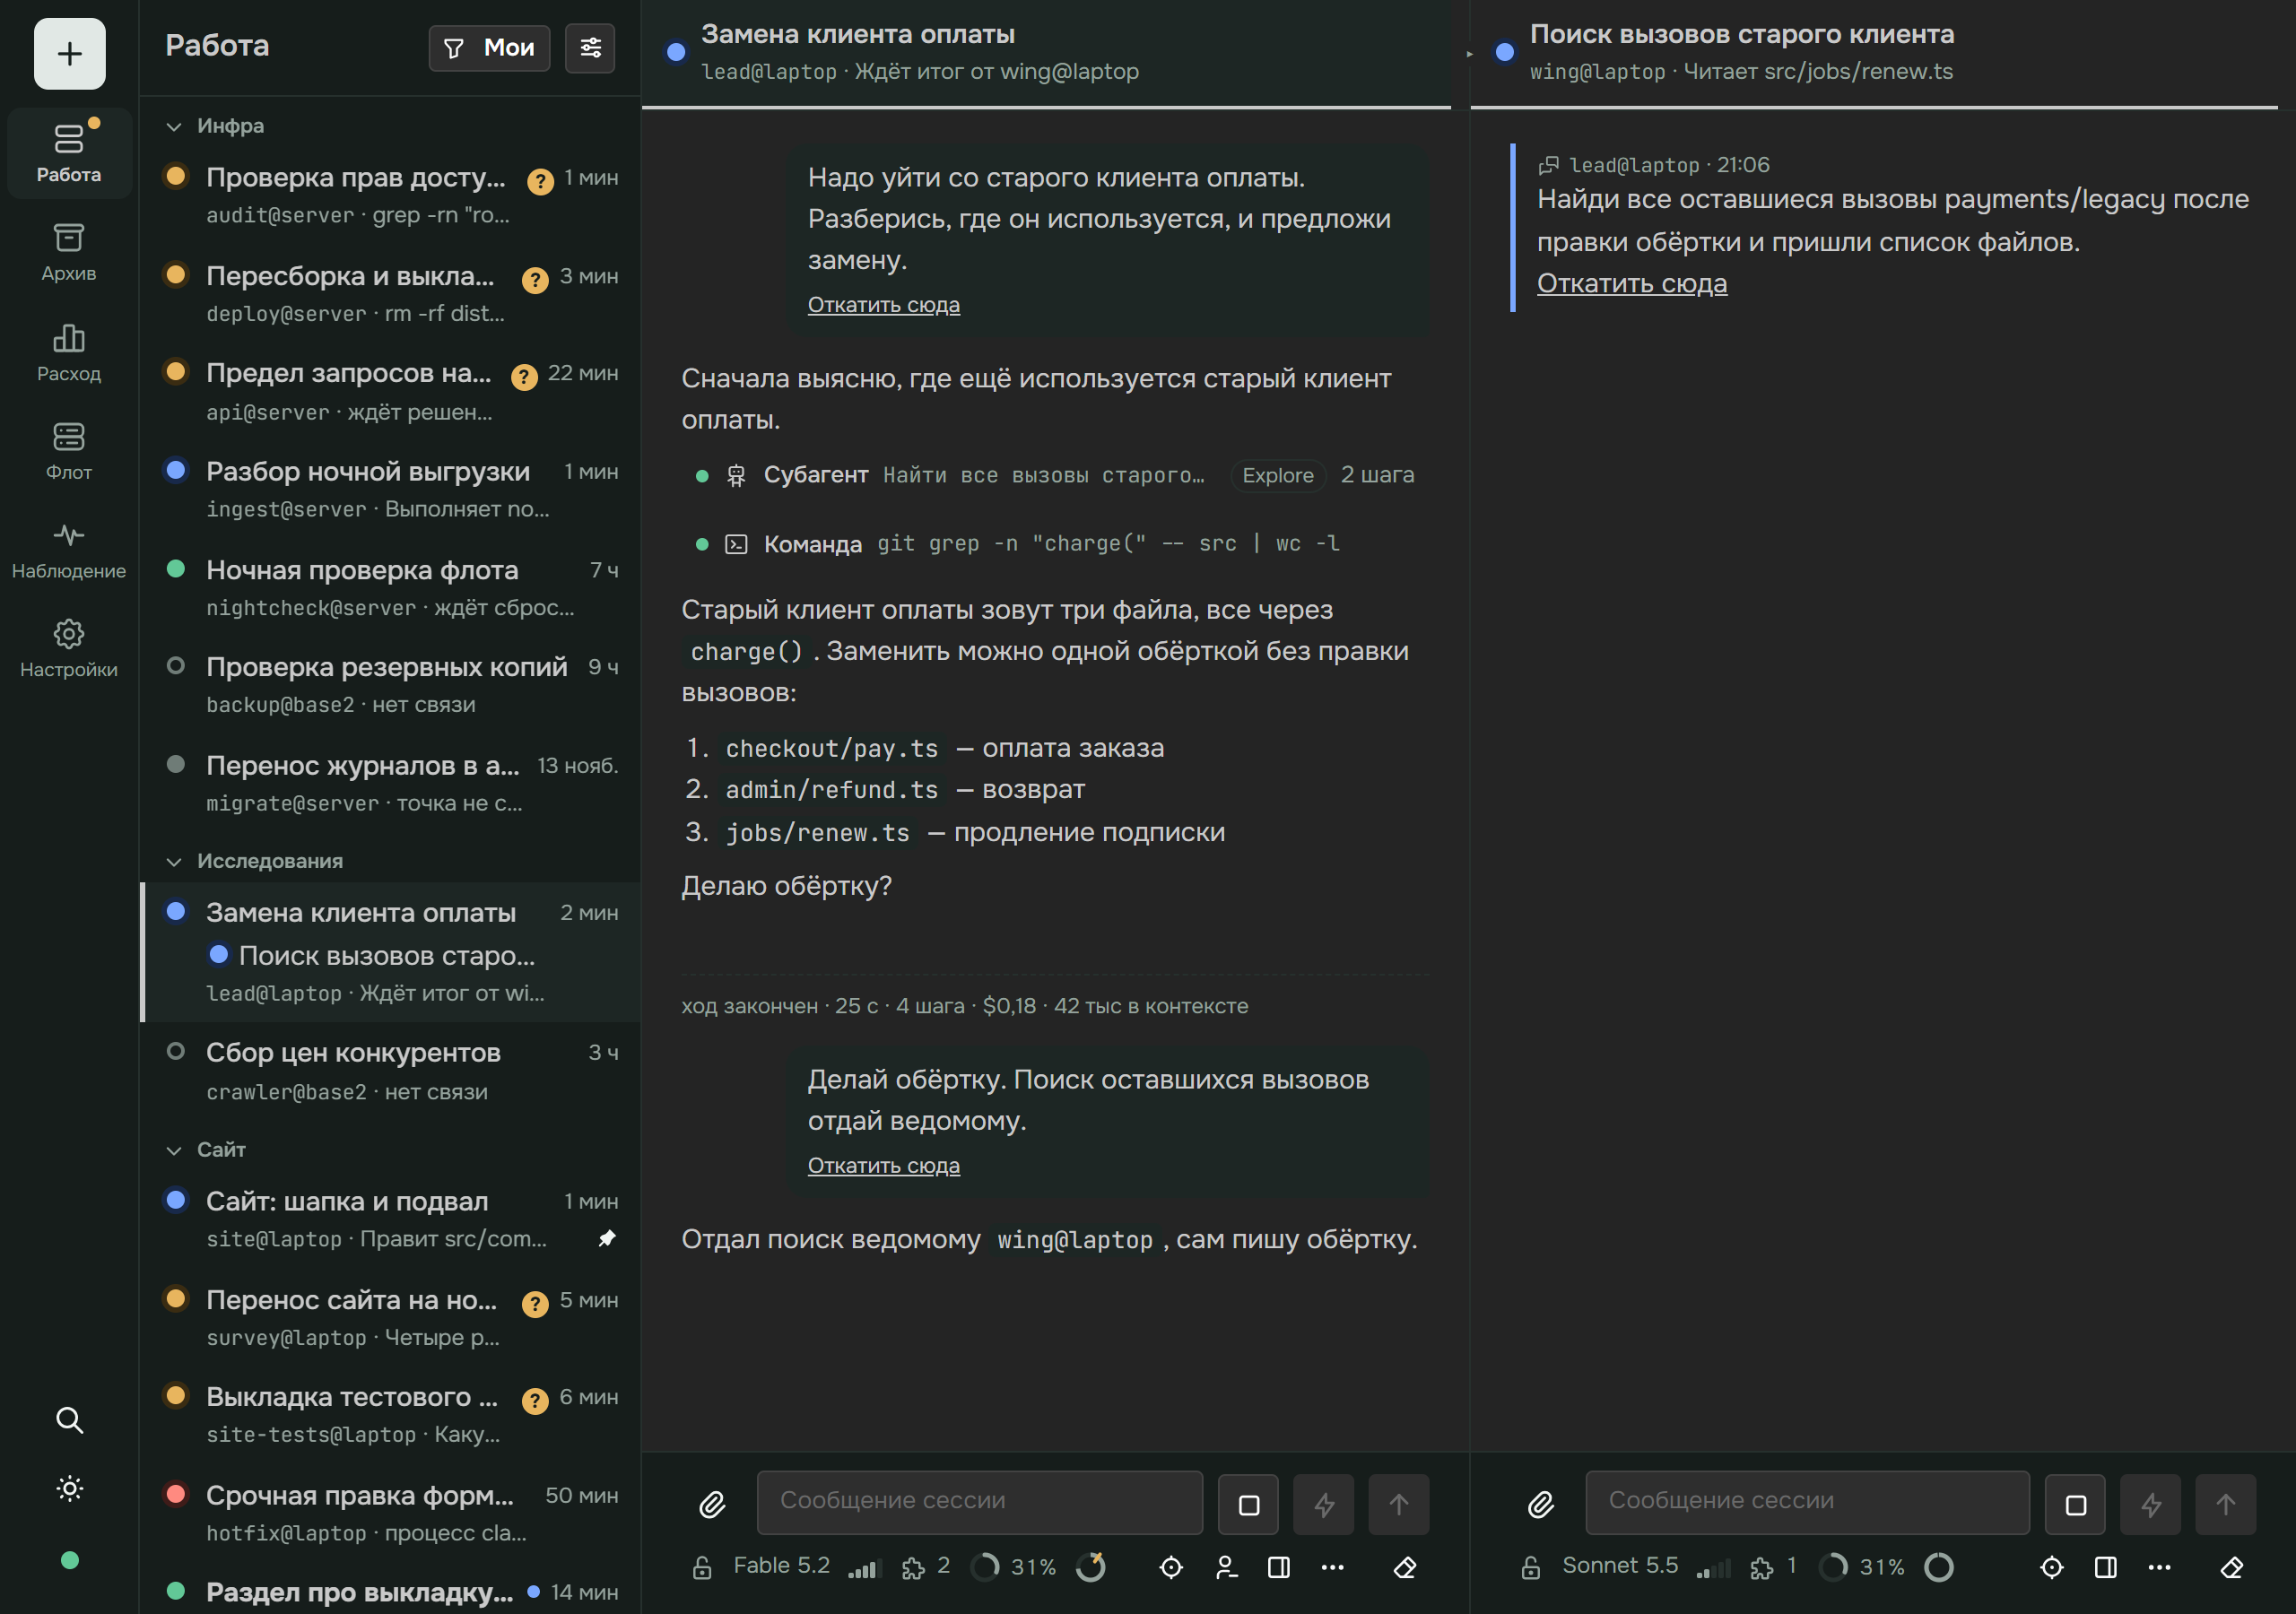 Работа
Архив
Расход
Флот
Наблюдение
Настройки
Работа
Мои
Инфра
Проверка прав досту... ? 1 мин
audit@server · grep -rn "ro...
Пересборка и выкла... ? 3 мин
deploy@server · rm -rf dist...
Предел запросов на... ? 22 мин
api@server · ждёт решен...
Разбор ночной выгрузки 1 мин
ingest@server · Выполняет no...
Ночная проверка флота 7 ч
nightcheck@server · ждёт сброс...
Проверка резервных копий 9 ч
backup@base2 · нет связи
Перенос журналов в а... 13 нояб.
migrate@server · точка не с...
Исследования
Замена клиента оплаты 2 мин
Поиск вызовов старо...
lead@laptop · Ждёт итог от wi...
Сбор цен конкурентов 3 ч
crawler@base2 · нет связи
Сайт
Сайт: шапка и подвал 1 мин
site@laptop · Правит src/com...
Перенос сайта на но... ? 5 мин
survey@laptop · Четыре р...
Выкладка тестового ... ? 6 мин
site-tests@laptop · Каку...
Срочная правка форм... 50 мин
hotfix@laptop · процесс cla...
Раздел про выкладку... 14 мин
Замена клиента оплаты
lead@laptop · Ждёт итог от wing@laptop
Надо уйти со старого клиента оплаты.
Разберись, где он используется, и предложи
замену.
Откатить сюда
Сначала выясню, где ещё используется старый клиент
оплаты.
Субагент Найти все вызовы старого… Explore 2 шага
Команда git grep -n "charge(" -- src | wc -l
Старый клиент оплаты зовут три файла, все через
charge() . Заменить можно одной обёрткой без правки
вызовов:
1. checkout/pay.ts — оплата заказа
2. admin/refund.ts — возврат
3. jobs/renew.ts — продление подписки
Делаю обёртку?
ход закончен · 25 с · 4 шага · $0,18 · 42 тыс в контексте
Делай обёртку. Поиск оставшихся вызовов
отдай ведомому.
Откатить сюда
Отдал поиск ведомому wing@laptop , сам пишу обёртку.
Сообщение сессии
Fable 5.2 2 31%
Поиск вызовов старого клиента
wing@laptop · Читает src/jobs/renew.ts
lead@laptop · 21:06
Найди все оставшиеся вызовы payments/legacy после
правки обёртки и пришли список файлов.
Откатить сюда
Сообщение сессии
Sonnet 5.5 1 31%